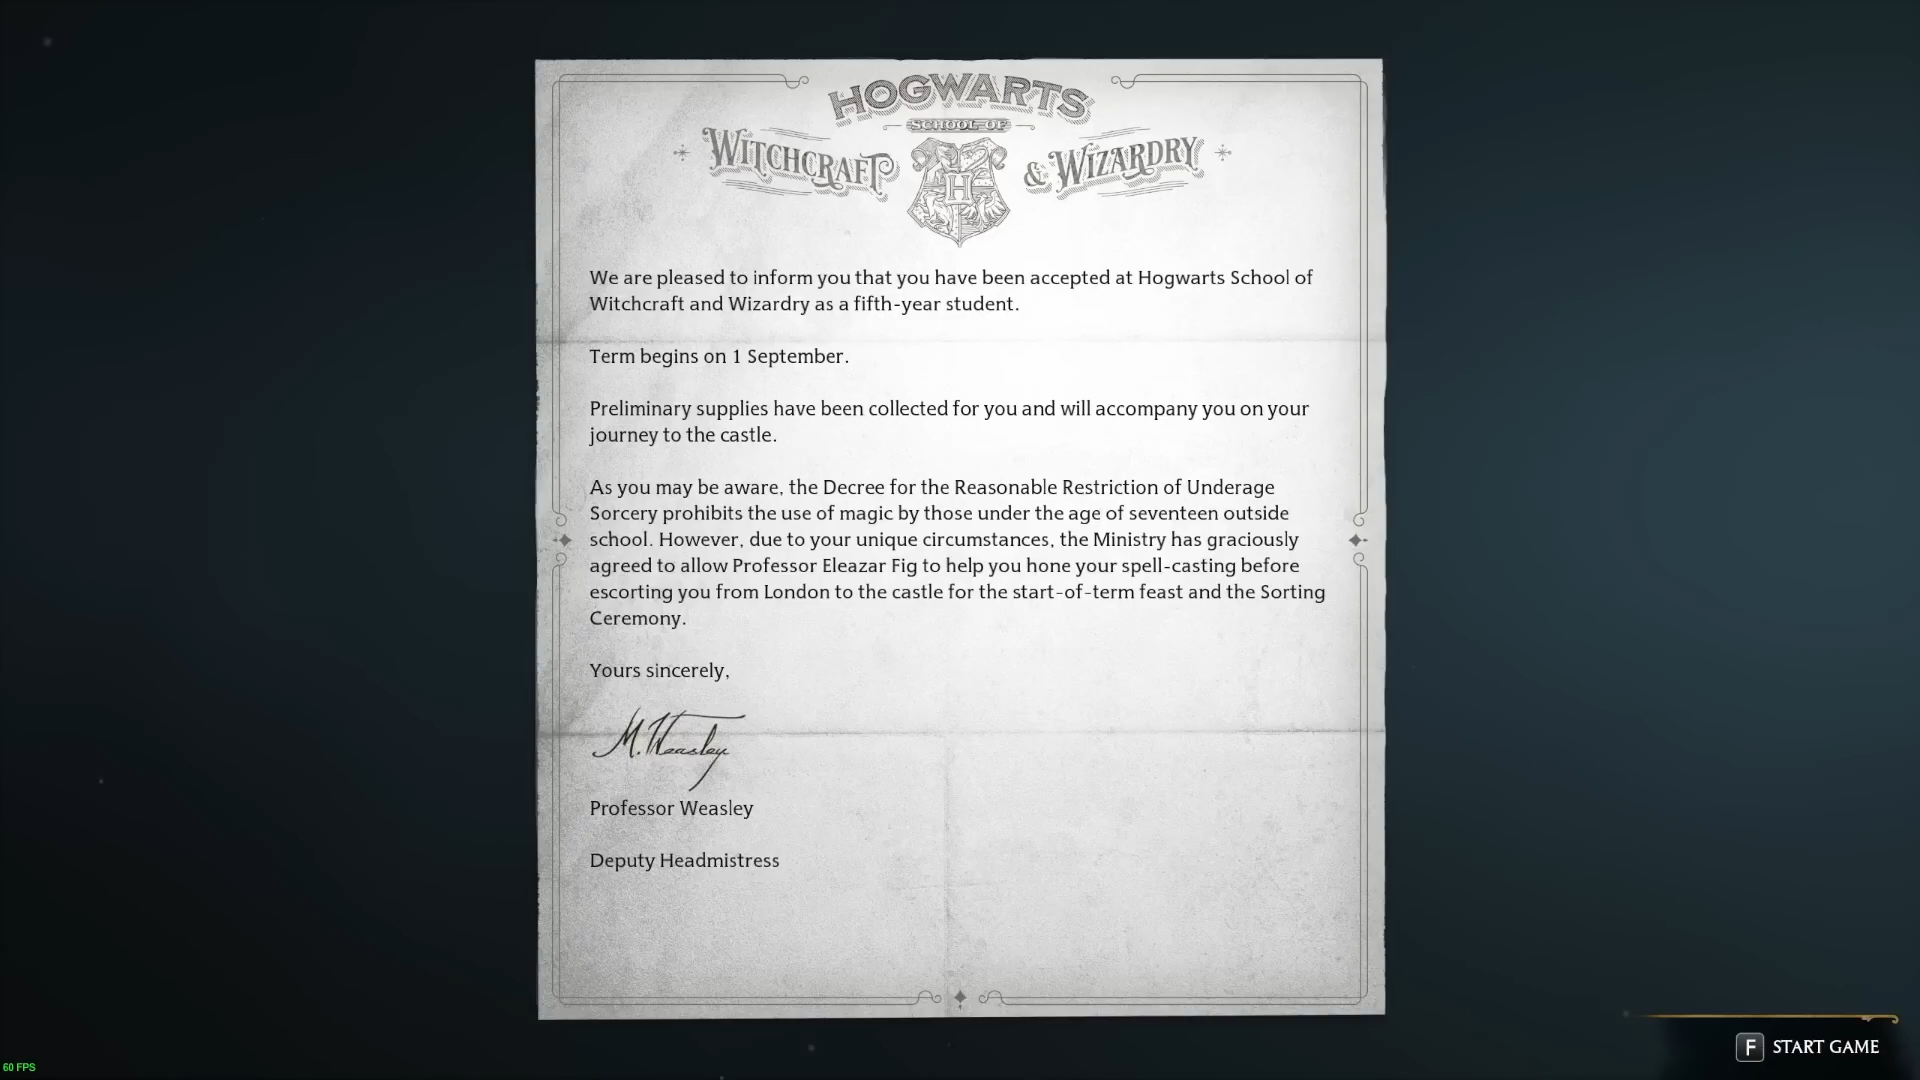 HOGWARTS
SCHOOL OF
WITCHCRAFT & WIZARDRY
H
We are pleased to inform you that you have been accepted at Hogwarts School of
Witchcraft and Wizardry as a fifth-year student.
Term begins on 1 September.
Preliminary supplies have been collected for you and will accompany you on your
journey to the castle.
As you may be aware, the Decree for the Reasonable Restriction of Underage
Sorcery prohibits the use of magic by those under the age of seventeen outside
school. However, due to your unique circumstances, the Ministry has graciously
agreed to allow Professor Eleazar Fig to help you hone your spell-casting before
escorting you from London to the castle for the start-of-term feast and the Sorting
Ceremony.
Yours sincerely,
M. Weasley
Professor Weasley
Deputy Headmistress
F START GAME
60 FPS